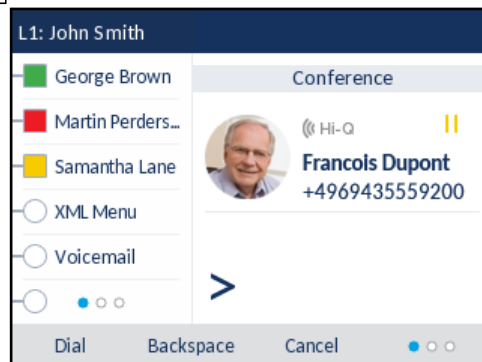 L1: John Smith
George Brown
Martin Perders...
Samantha Lane
XML Menu
Voicemail
Conference
Hi-Q
Francois Dupont
+4969435559200
>
Dial Backspace Cancel